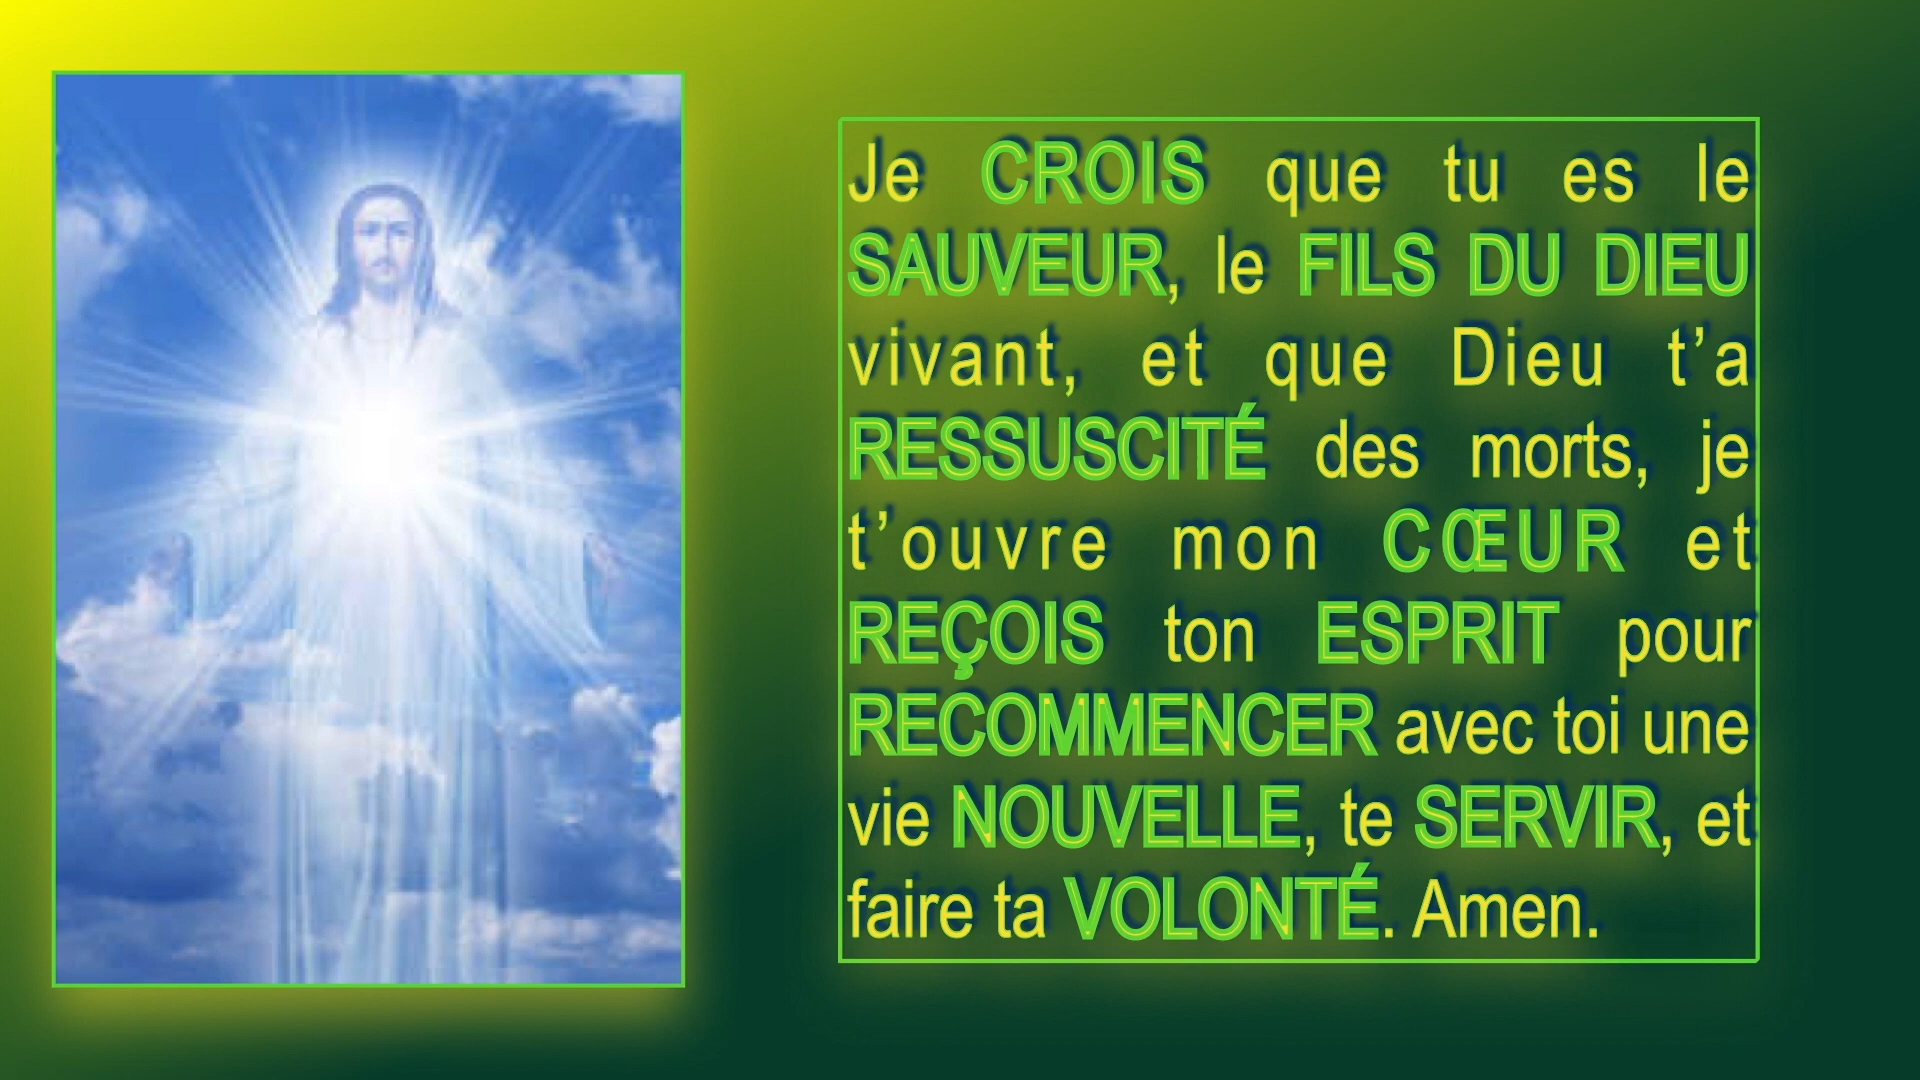 Je CROIS que tu es le
SAUVEUR, le FILS DU DIEU
vivant, et que Dieu t’a
RESSUSCITÉ des morts, je
t’ouvre mon CŒUR et
REÇOIS ton ESPRIT pour
RECOMMENCER avec toi une
vie NOUVELLE, te SERVIR, et
faire ta VOLONTÉ. Amen.